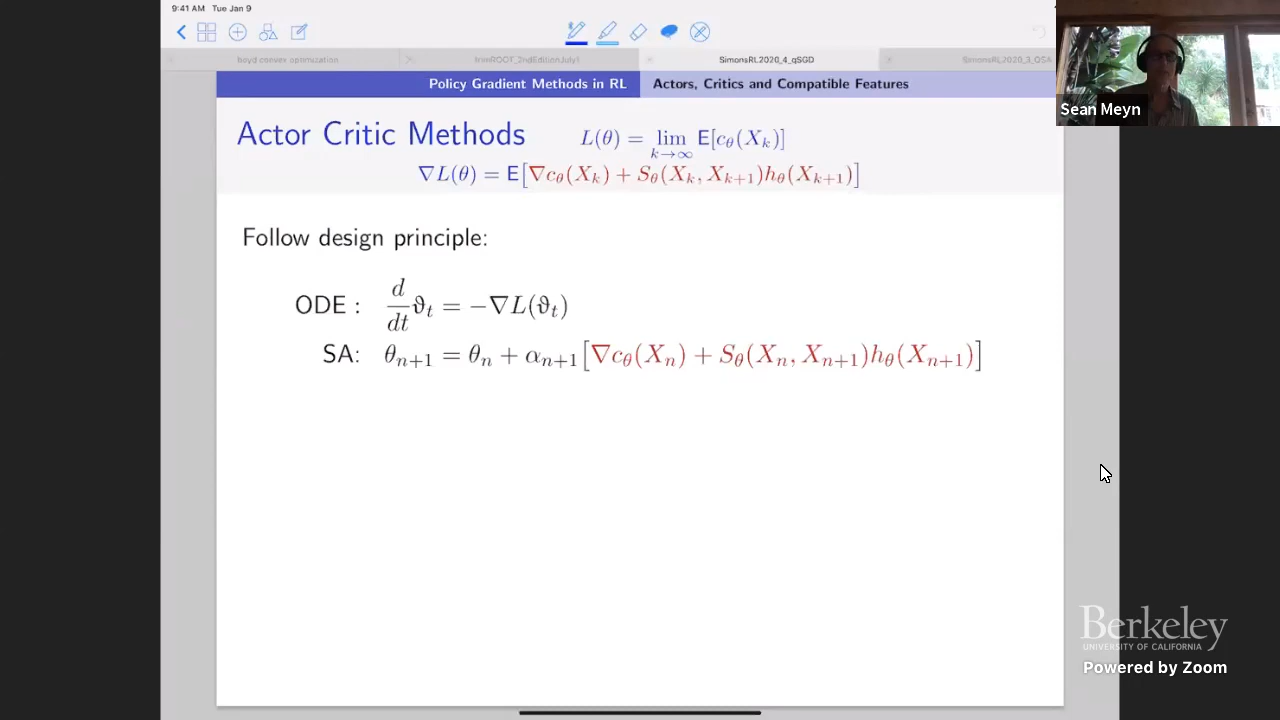 9:41 AM Tue Jan 9
boyd convex optimization
trimROOT_2ndEditionJuly1
SimonsRL2020_4_qSGD
SimonsRL2020_3_QSA
Sean Meyn
Policy Gradient Methods in RL
Actors, Critics and Compatible Features
Actor Critic Methods L(θ) = lim_{k→∞} E[c_θ(X_k)]
∇L(θ) = E[∇c_θ(X_k) + S_θ(X_k, X_{k+1})h_θ(X_{k+1})]
Follow design principle:
ODE : d/dt ϑ_t = −∇L(ϑ_t)
SA: θ_{n+1} = θ_n + α_{n+1}[∇c_θ(X_n) + S_θ(X_n, X_{n+1})h_θ(X_{n+1})]
Berkeley
UNIVERSITY OF CALIFORNIA
Powered by Zoom